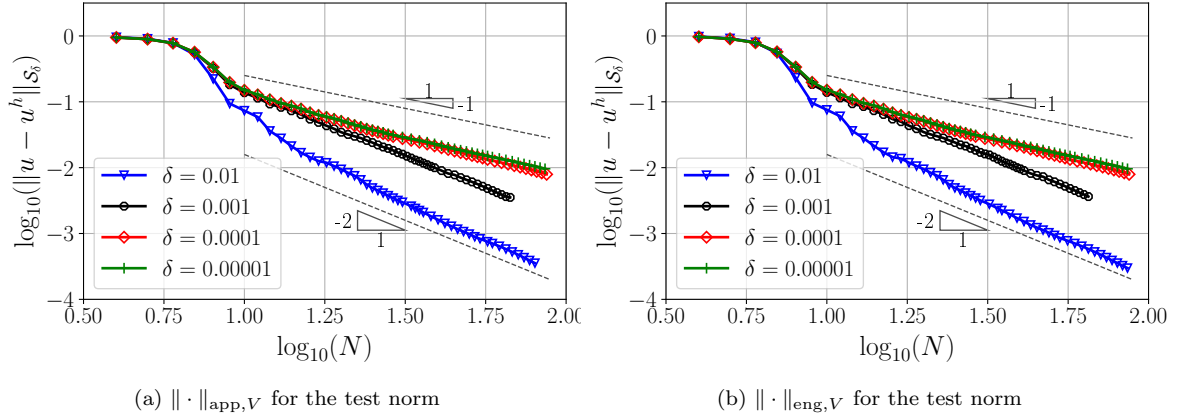 0
−1
−2
−3
−4
log₁₀(‖u − uʰ‖𝒮_δ)
1
-1
δ = 0.01
δ = 0.001
δ = 0.0001
δ = 0.00001
-2
1
0.50 0.75 1.00 1.25 1.50 1.75 2.00
log₁₀(N)
(a) ‖ · ‖app,V for the test norm
0
−1
−2
−3
−4
log₁₀(‖u − uʰ‖𝒮_δ)
1
-1
δ = 0.01
δ = 0.001
δ = 0.0001
δ = 0.00001
-2
1
0.50 0.75 1.00 1.25 1.50 1.75 2.00
log₁₀(N)
(b) ‖ · ‖eng,V for the test norm